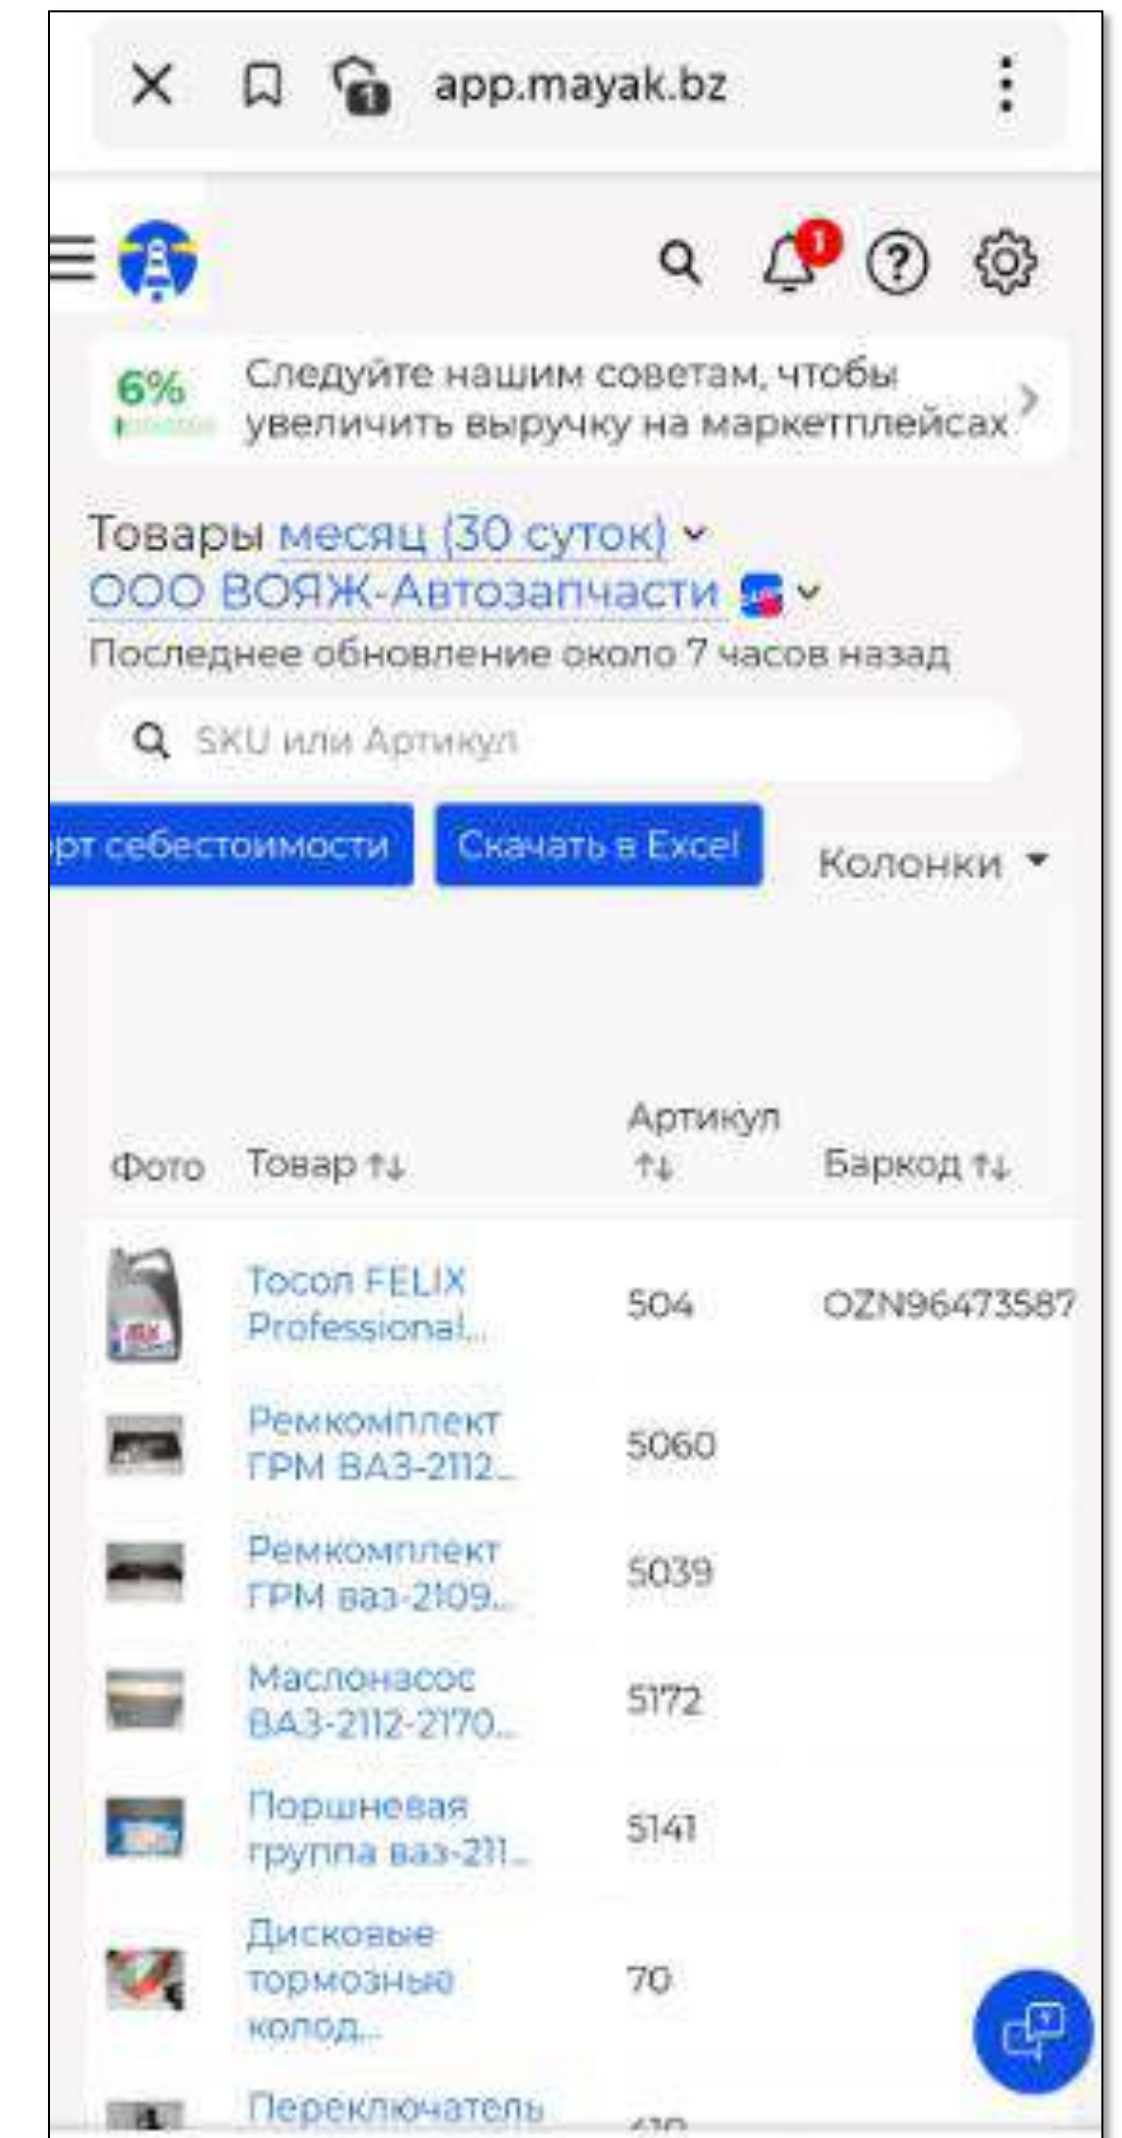 app.mayak.bz
1
1
6%
Следуйте нашим советам, чтобы
увеличить выручку на маркетплейсах
Товары месяц (30 суток)
ООО ВОЯЖ-Автозапчасти
Последнее обновление около 7 часов назад
SKU или Артикул
орт себестоимости Скачать в Excel Колонки
Фото Товар Артикул Баркод
Тосол FELIX
Professional...
504 OZN96473587
Ремкомплект
ГРМ ВАЗ-2112...
5060
Ремкомплект
ГРМ ваз-2109...
5039
Маслонасос
ВАЗ-2112-2170...
5172
Поршневая
группа ваз-211...
5141
Дисковые
тормозные
колод...
70
Переключатель